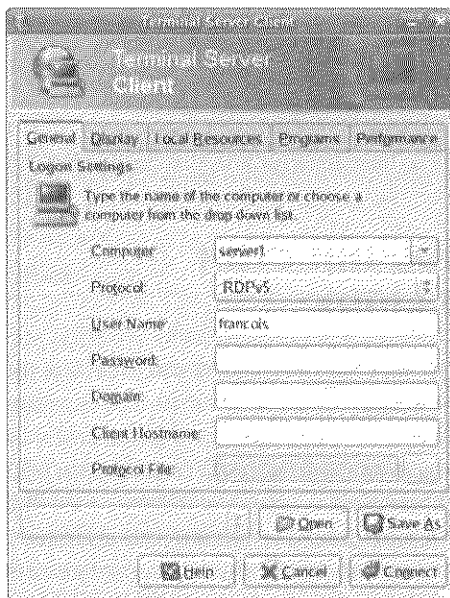 Terminal Server Client
Terminal Server
Client
General Display Local Resources Programs Performance
Logon Settings
Type the name of the computer or choose a
computer from the drop down list.
Computer: server1
Protocol: RDPv5
User Name: francois
Password:
Domain:
Client Hostname:
Protocol File:
Open Save As
Help Cancel Connect